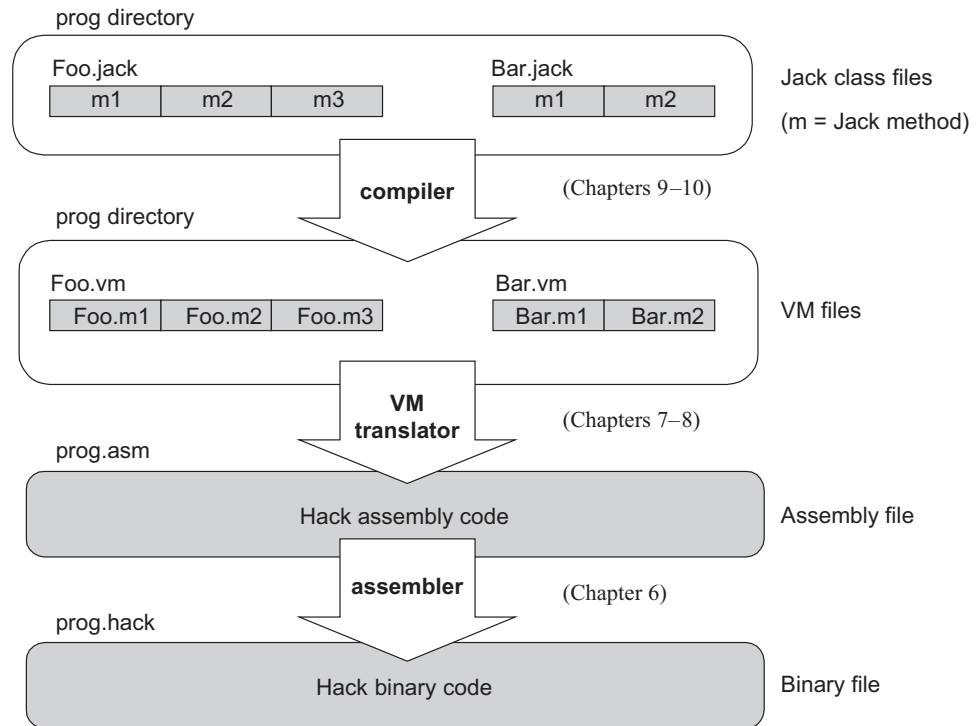 prog directory
Foo.jack
Bar.jack
m1 m2 m3
m1 m2
Jack class files
(m = Jack method)
compiler
(Chapters 9–10)
prog directory
Foo.vm
Bar.vm
Foo.m1 Foo.m2 Foo.m3
Bar.m1 Bar.m2
VM files
VM
translator
(Chapters 7–8)
prog.asm
Hack assembly code
Assembly file
assembler
(Chapter 6)
prog.hack
Hack binary code
Binary file